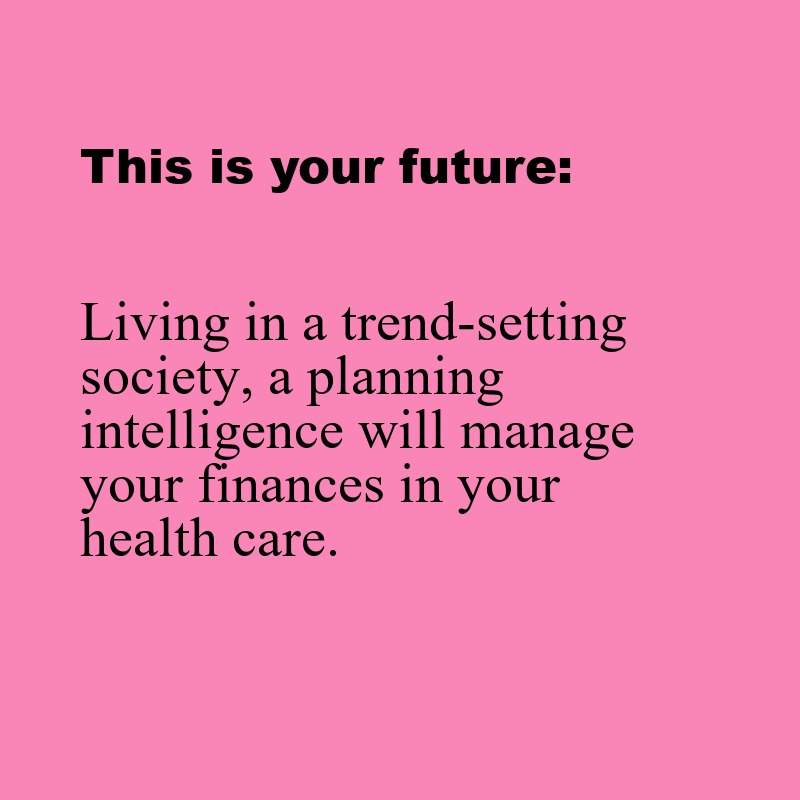 This is your future:
Living in a trend-setting
society, a planning
intelligence will manage
your finances in your
health care.